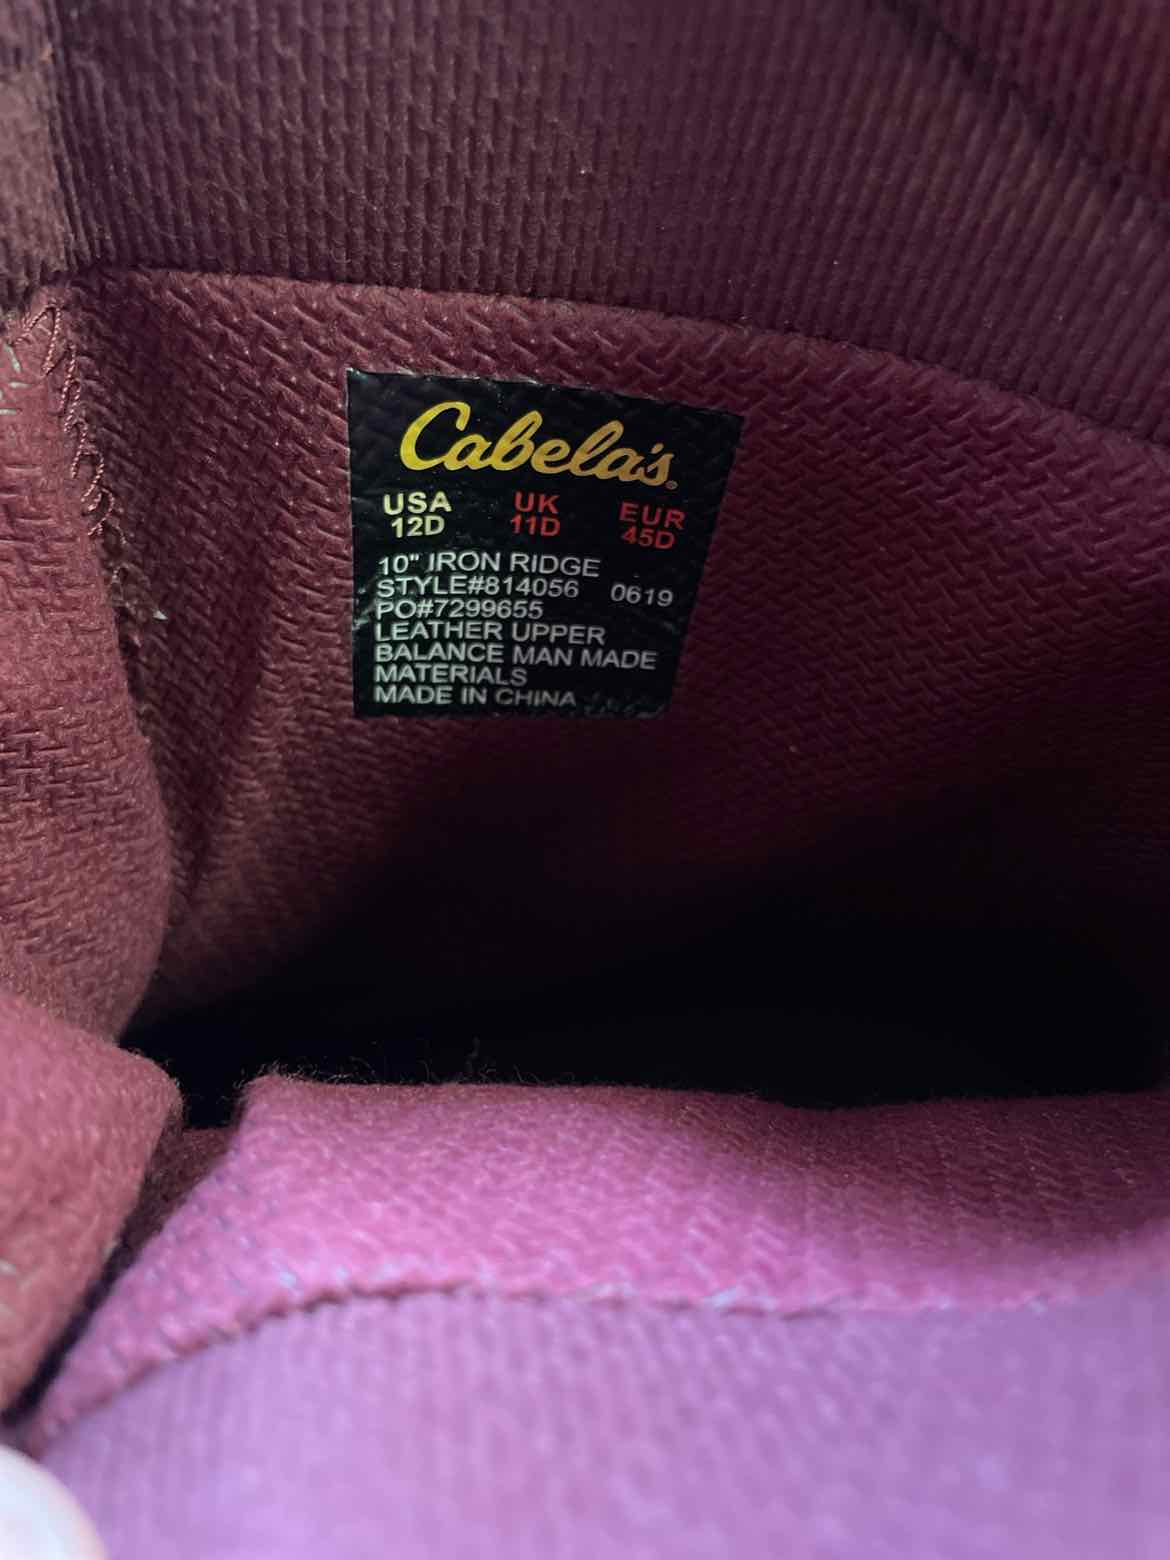 Cabela's®
USA UK EUR
12D 11D 45D
10" IRON RIDGE
STYLE#814056 0619
PO#7299655
LEATHER UPPER
BALANCE MAN MADE
MATERIALS
MADE IN CHINA